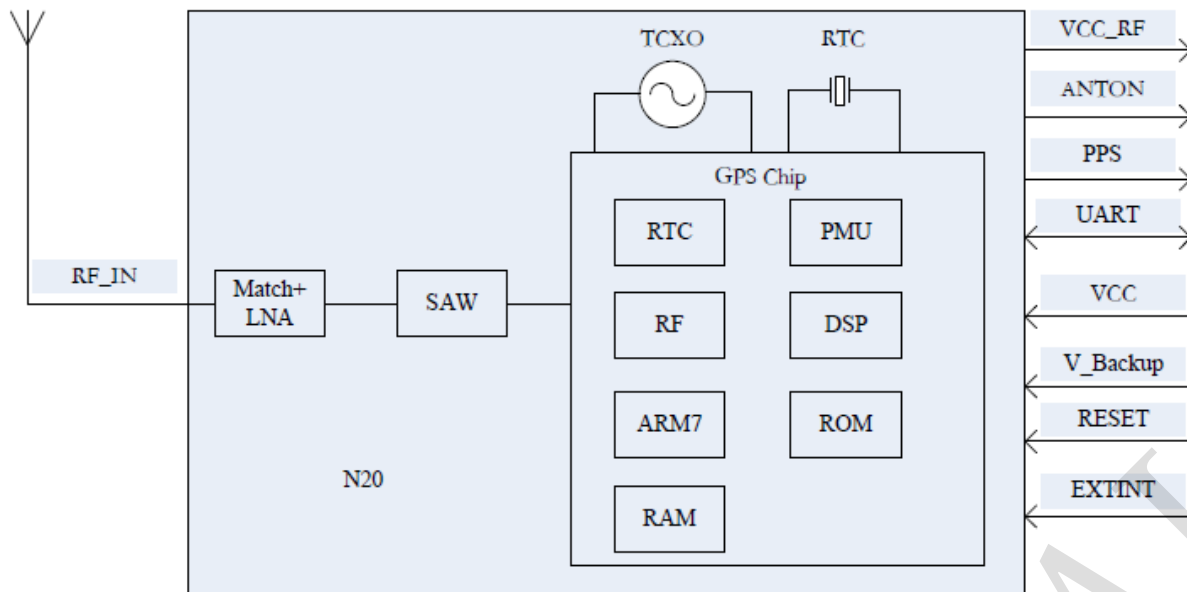 TCXO
RTC
VCC_RF
ANTON
PPS
UART
VCC
V_Backup
RESET
EXTINT
GPS Chip
RTC
PMU
RF_IN
Match+
LNA
SAW
RF
DSP
ARM7
ROM
N20
RAM